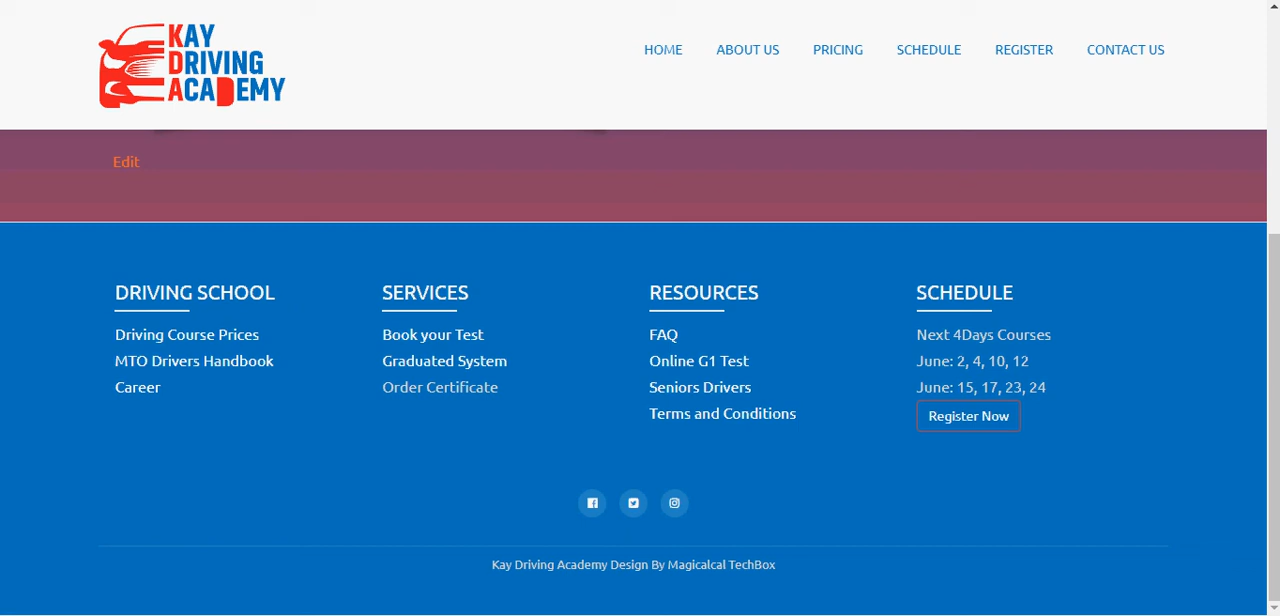 KAY
DRIVING
ACADEMY
HOME ABOUT US PRICING SCHEDULE REGISTER CONTACT US
Edit
DRIVING SCHOOL
Driving Course Prices
MTO Drivers Handbook
Career
SERVICES
Book your Test
Graduated System
Order Certificate
RESOURCES
FAQ
Online G1 Test
Seniors Drivers
Terms and Conditions
SCHEDULE
Next 4Days Courses
June: 2, 4, 10, 12
June: 15, 17, 23, 24
Register Now
Kay Driving Academy Design By Magicalcal TechBox